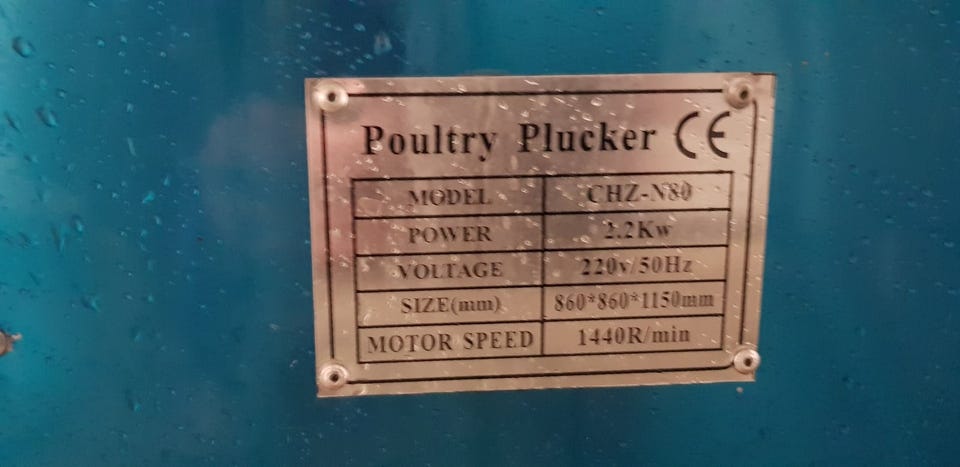 Poultry Plucker CE
MODEL CHZ-N80
POWER 2.2Kw
VOLTAGE 220v/50Hz
SIZE(mm) 860*860*1150mm
MOTOR SPEED 1440R/min